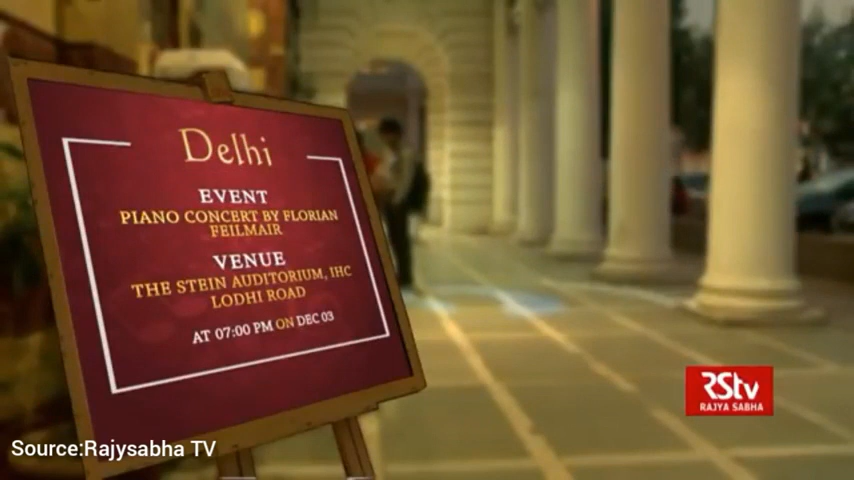 Delhi
EVENT
PIANO CONCERT BY FLORIAN
FEILMAIR
VENUE
THE STEIN AUDITORIUM, IHC
LODHI ROAD
AT 07:00 PM ON DEC 03
RStv
RAJYA SABHA
Source:Rajysabha TV